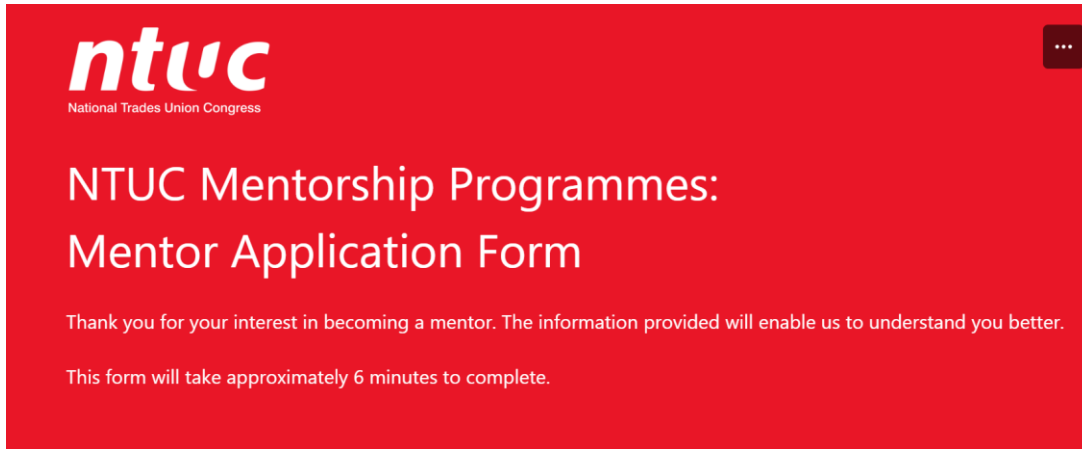 ntuc
National Trades Union Congress
...
NTUC Mentorship Programmes:
Mentor Application Form
Thank you for your interest in becoming a mentor. The information provided will enable us to understand you better.
This form will take approximately 6 minutes to complete.